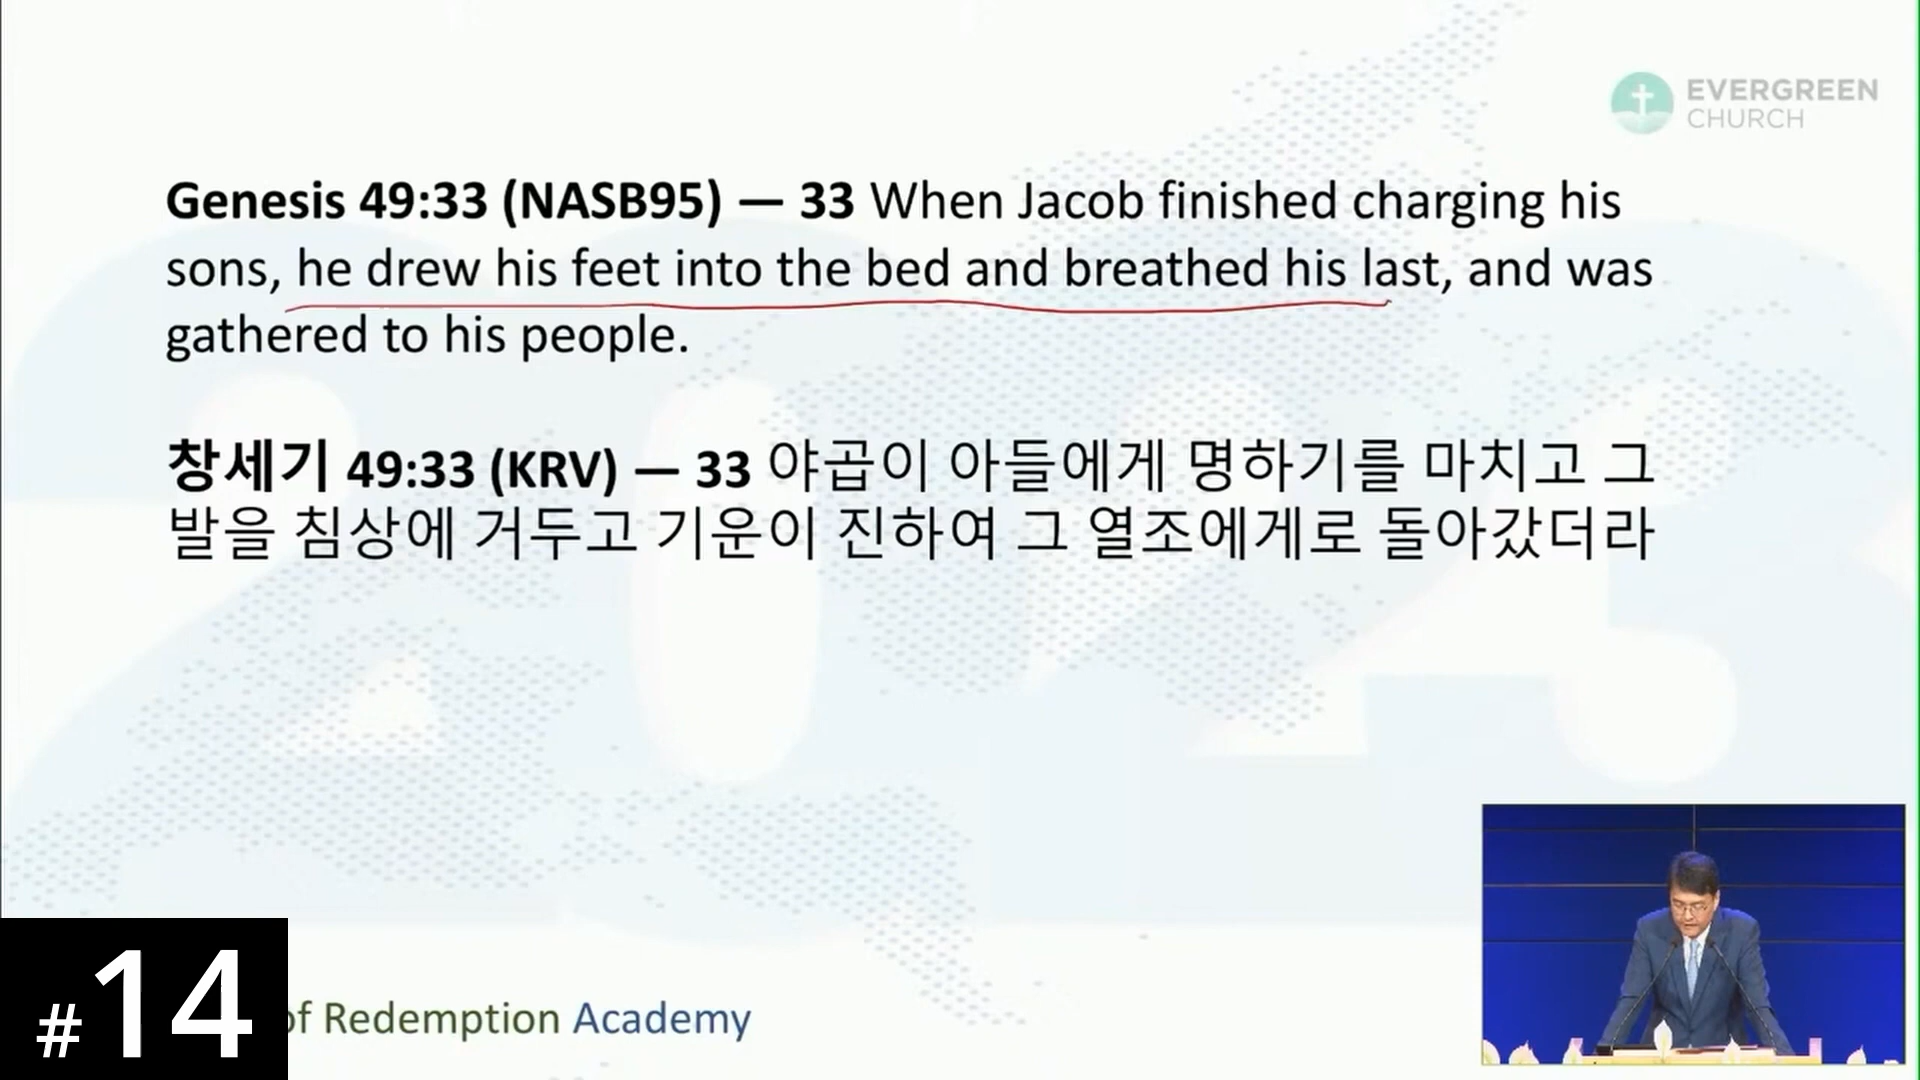 EVERGREEN
CHURCH
Genesis 49:33 (NASB95) — 33 When Jacob finished charging his
sons, he drew his feet into the bed and breathed his last, and was
gathered to his people.
창세기 49:33 (KRV) — 33 야곱이 아들에게 명하기를 마치고 그
발을 침상에 거두고 기운이 진하여 그 열조에게로 돌아갔더라
#14
of Redemption Academy